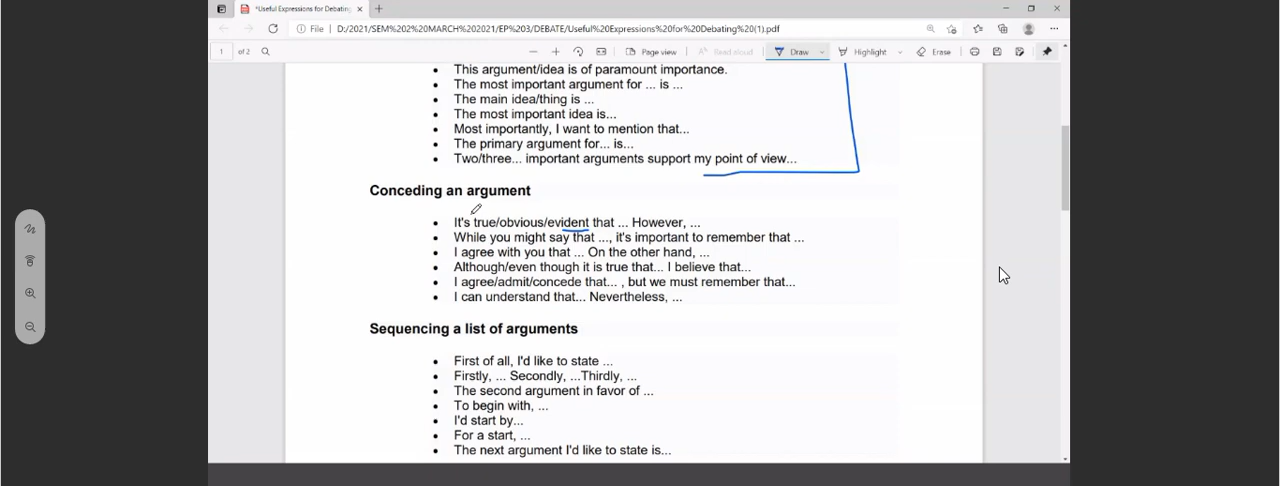 *Useful Expressions for Debating
File D:/2021/SEM%202%20MARCH%202021/EP%203/DEBATE/Useful%20Expressions%20for%20Debating%20(1).pdf
1 of 2 Page view Read aloud Draw Highlight Erase
This argument/idea is of paramount importance.
The most important argument for ... is ...
The main idea/thing is ...
The most important idea is...
Most importantly, I want to mention that...
The primary argument for... is...
Two/three... important arguments support my point of view...
Conceding an argument
It's true/obvious/evident that ... However, ...
While you might say that ..., it's important to remember that ...
I agree with you that ... On the other hand, ...
Although/even though it is true that... I believe that...
I agree/admit/concede that... , but we must remember that...
I can understand that... Nevertheless, ...
Sequencing a list of arguments
First of all, I'd like to state ...
Firstly, ... Secondly, ...Thirdly, ...
The second argument in favor of ...
To begin with, ...
I'd start by...
For a start, ...
The next argument I'd like to state is...